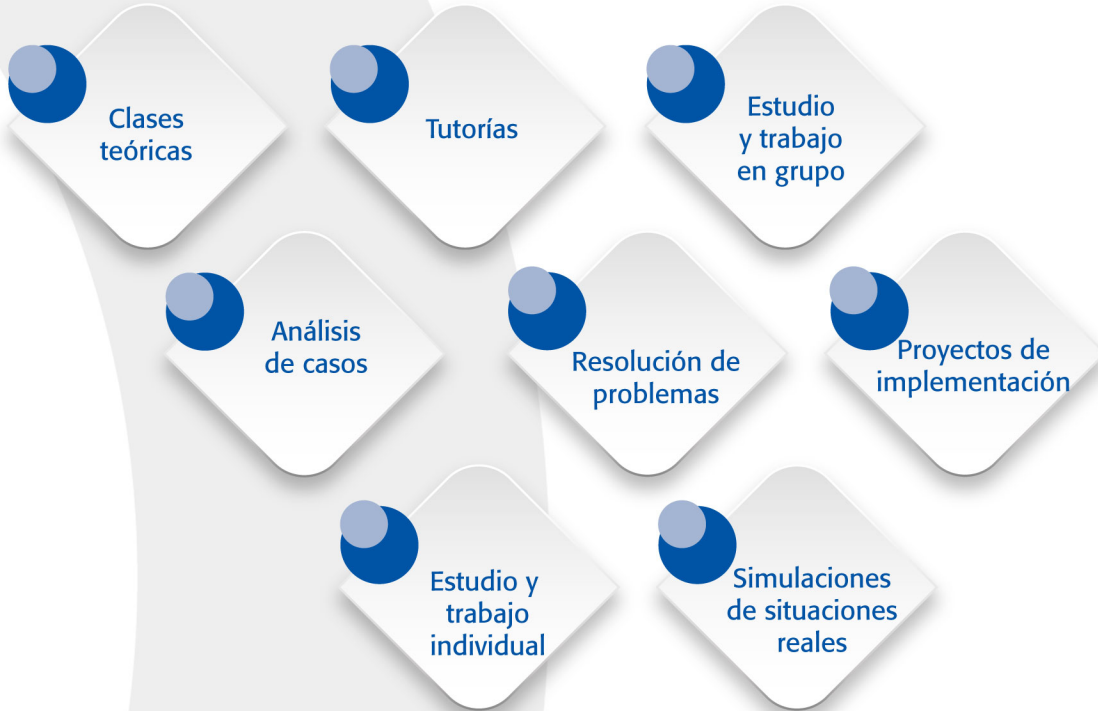 Clases
teóricas
Tutorías
Estudio
y trabajo
en grupo
Análisis
de casos
Resolución de
problemas
Proyectos de
implementación
Estudio y
trabajo
individual
Simulaciones
de situaciones
reales